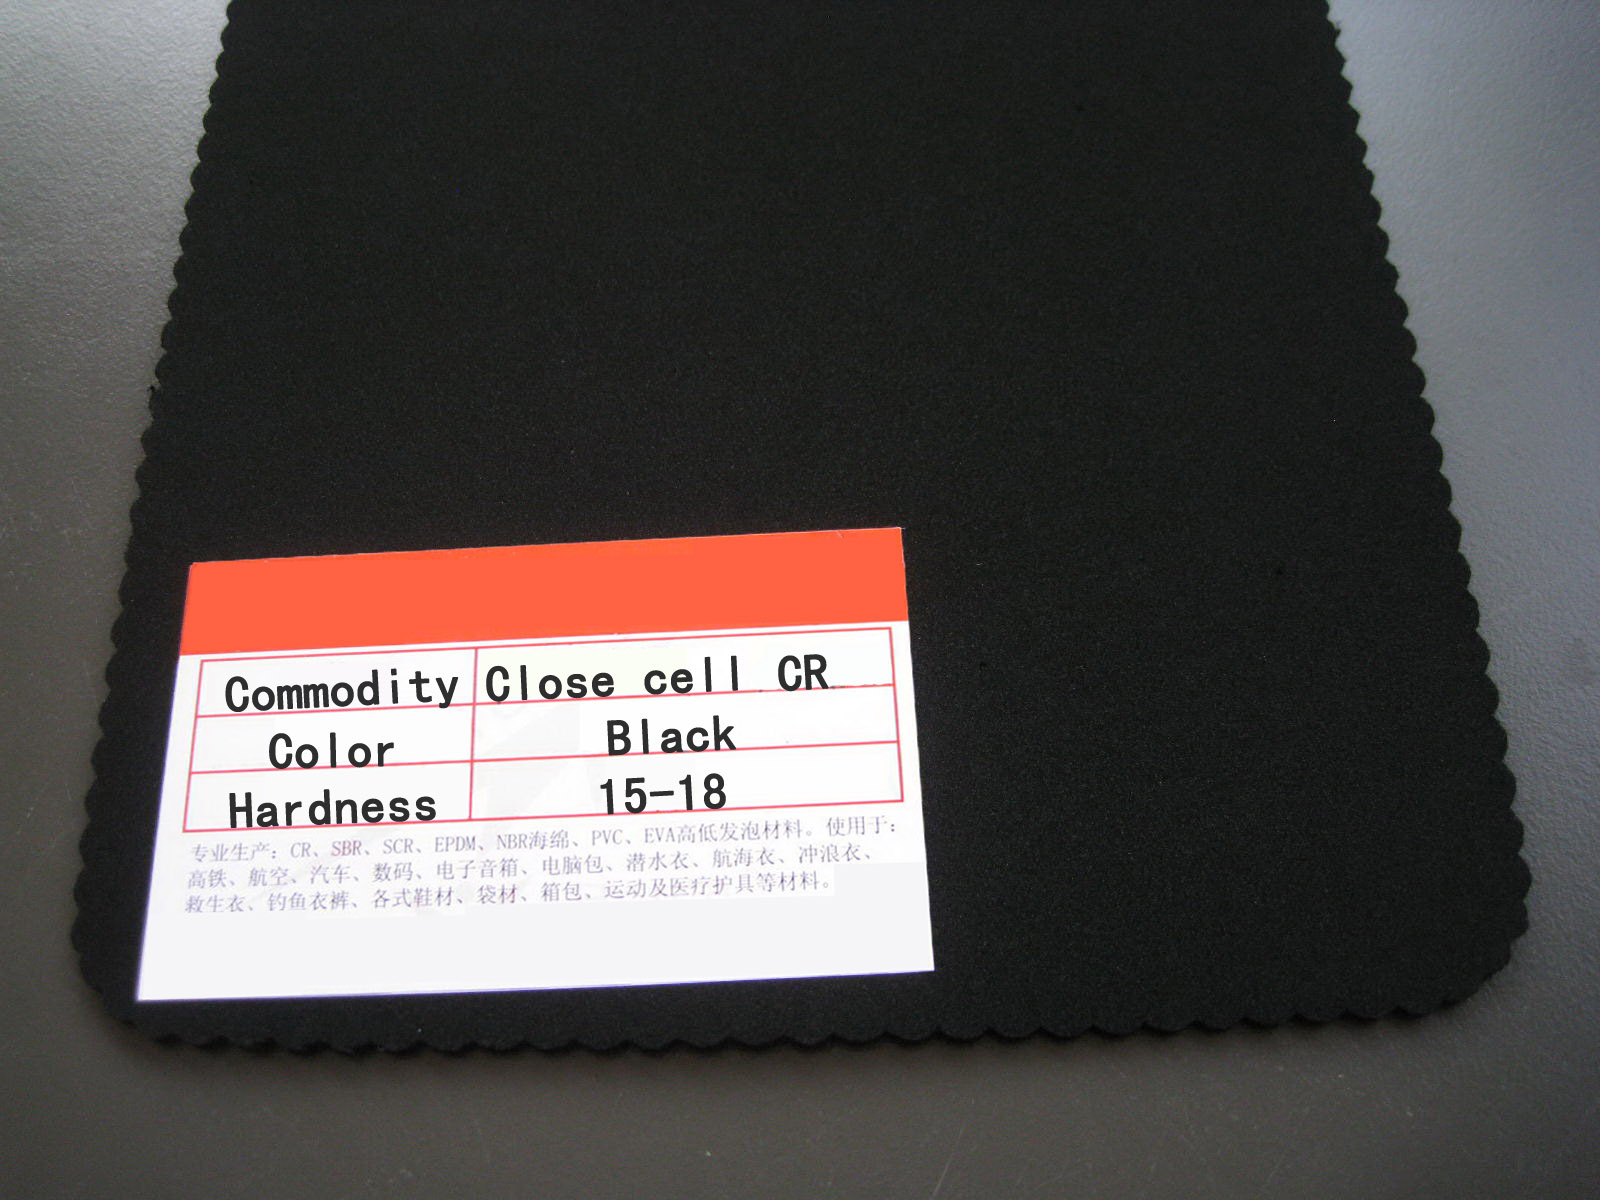 Commodity Close cell CR
Color Black
Hardness 15-18
专业生产：CR、SBR、SCR、EPDM、NBR海绵、PVC、EVA高低发泡材料。使用于：
高铁、航空、汽车、数码、电子音箱、电脑包、潜水衣、航海衣、冲浪衣、
救生衣、钓鱼衣裤、各式鞋材、袋材、箱包、运动及医疗护具等材料。